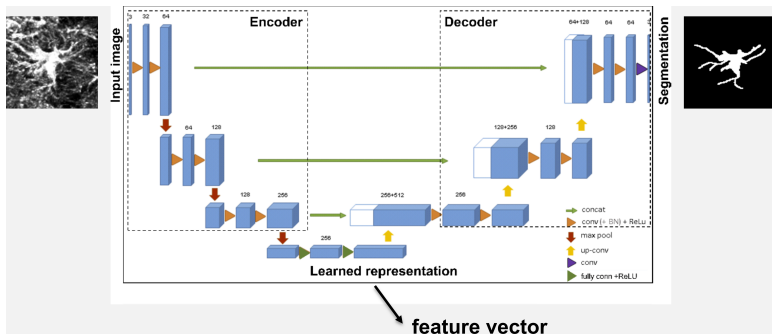 Input image
Encoder
Decoder
Segmentation
3
32
64
64+128
64
64
64
128
128+256
128
128
256
256+512
256
256
Learned representation
feature vector
concat
conv (+ BN) + ReLu
max pool
up-conv
conv
fully conn +ReLU